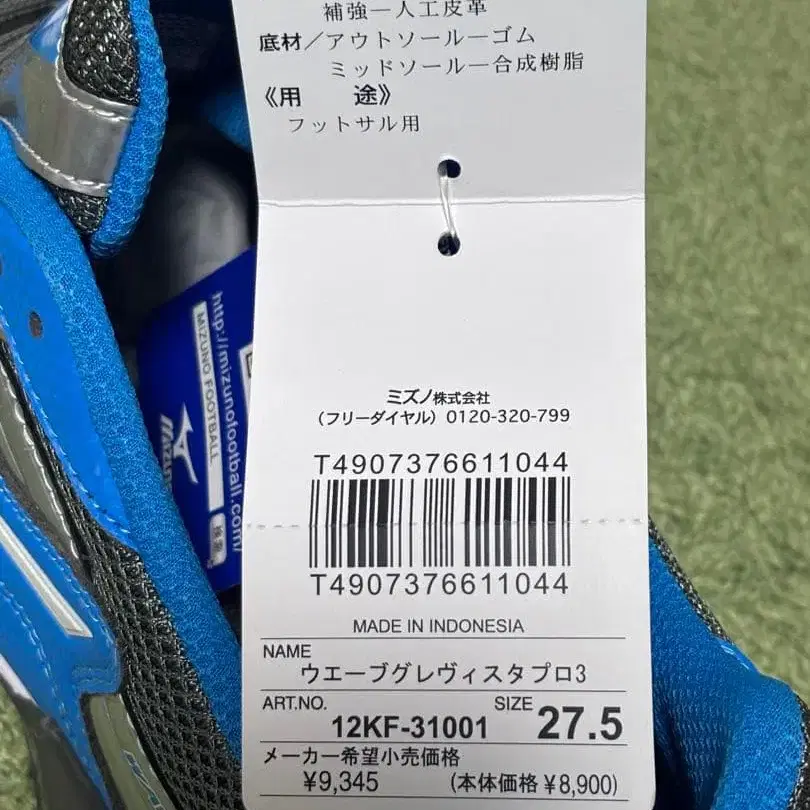 補強ー人工皮革
底材／アウトソールーゴム
ミッドソールー合成樹脂
《用　　途》
フットサル用
ミズノ株式会社
（フリーダイヤル）0120-320-799
T4907376611044
T4907376611044
MADE IN INDONESIA
NAME
ウエーブグレヴィスタプロ3
ART.NO. 12KF-31001 SIZE 27.5
メーカー希望小売価格
¥9,345 （本体価格 ¥8,900）
http://mizunofootball.com/
MIZUNO FOOTBALL
検索